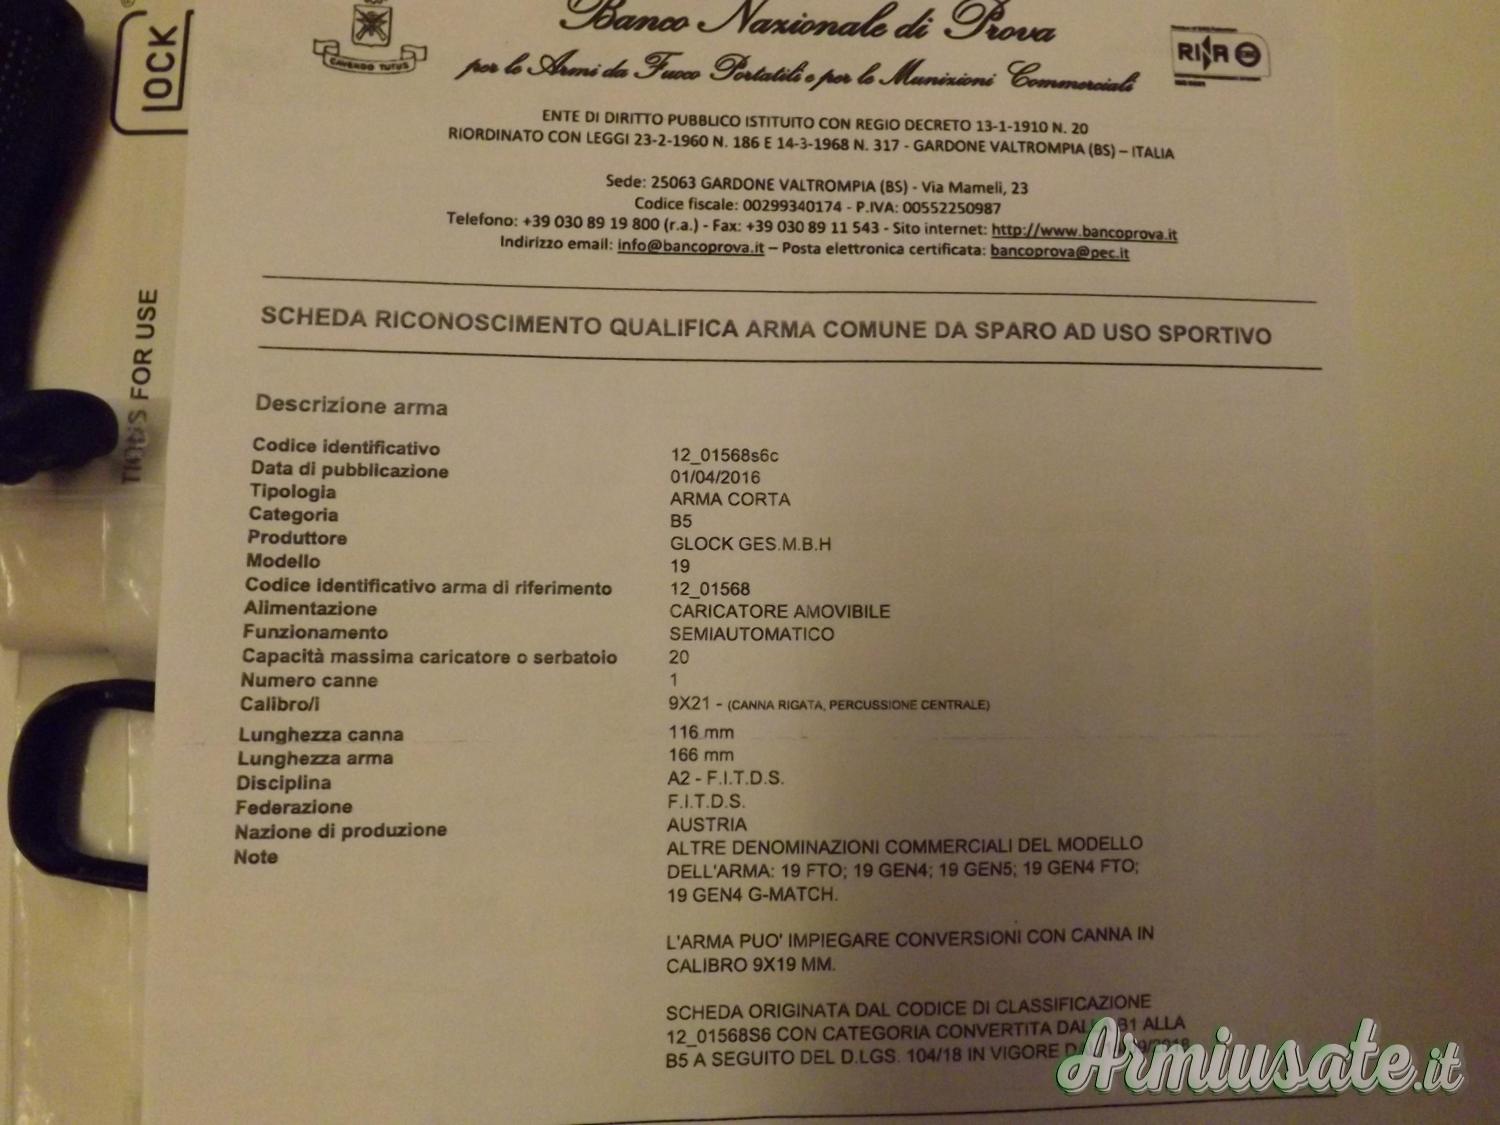 LOCK
TIONS FOR USE
CAVENDO TUTUS
Banco Nazionale di Prova
per le Armi da Fuoco Portatili e per le Munizioni Commerciali
RINA
ENTE DI DIRITTO PUBBLICO ISTITUITO CON REGIO DECRETO 13-1-1910 N. 20
RIORDINATO CON LEGGI 23-2-1960 N. 186 E 14-3-1968 N. 317 - GARDONE VALTROMPIA (BS) – ITALIA
Sede: 25063 GARDONE VALTROMPIA (BS) - Via Mameli, 23
Codice fiscale: 00299340174 - P.IVA: 00552250987
Telefono: +39 030 89 19 800 (r.a.) - Fax: +39 030 89 11 543 - Sito internet: http://www.bancoprova.it
Indirizzo email: info@bancoprova.it – Posta elettronica certificata: bancoprova@pec.it
SCHEDA RICONOSCIMENTO QUALIFICA ARMA COMUNE DA SPARO AD USO SPORTIVO
Descrizione arma
Codice identificativo 12_01568s6c
Data di pubblicazione 01/04/2016
Tipologia ARMA CORTA
Categoria B5
Produttore GLOCK GES.M.B.H
Modello 19
Codice identificativo arma di riferimento 12_01568
Alimentazione CARICATORE AMOVIBILE
Funzionamento SEMIAUTOMATICO
Capacità massima caricatore o serbatoio 20
Numero canne 1
Calibro/i 9X21 - (CANNA RIGATA, PERCUSSIONE CENTRALE)
Lunghezza canna 116 mm
Lunghezza arma 166 mm
Disciplina A2 - F.I.T.D.S.
Federazione F.I.T.D.S.
Nazione di produzione AUSTRIA
Note ALTRE DENOMINAZIONI COMMERCIALI DEL MODELLO
DELL'ARMA: 19 FTO; 19 GEN4; 19 GEN5; 19 GEN4 FTO;
19 GEN4 G-MATCH.
L'ARMA PUO' IMPIEGARE CONVERSIONI CON CANNA IN
CALIBRO 9X19 MM.
SCHEDA ORIGINATA DAL CODICE DI CLASSIFICAZIONE
12_01568S6 CON CATEGORIA CONVERTITA DALLA B1 ALLA
B5 A SEGUITO DEL D.LGS. 104/18 IN VIGORE
Armiusate.it